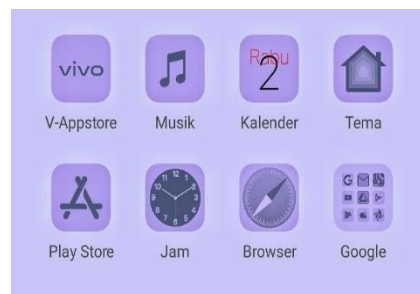 vivo
Rabu
2
V-Appstore Musik Kalender Tema
Play Store Jam Browser Google